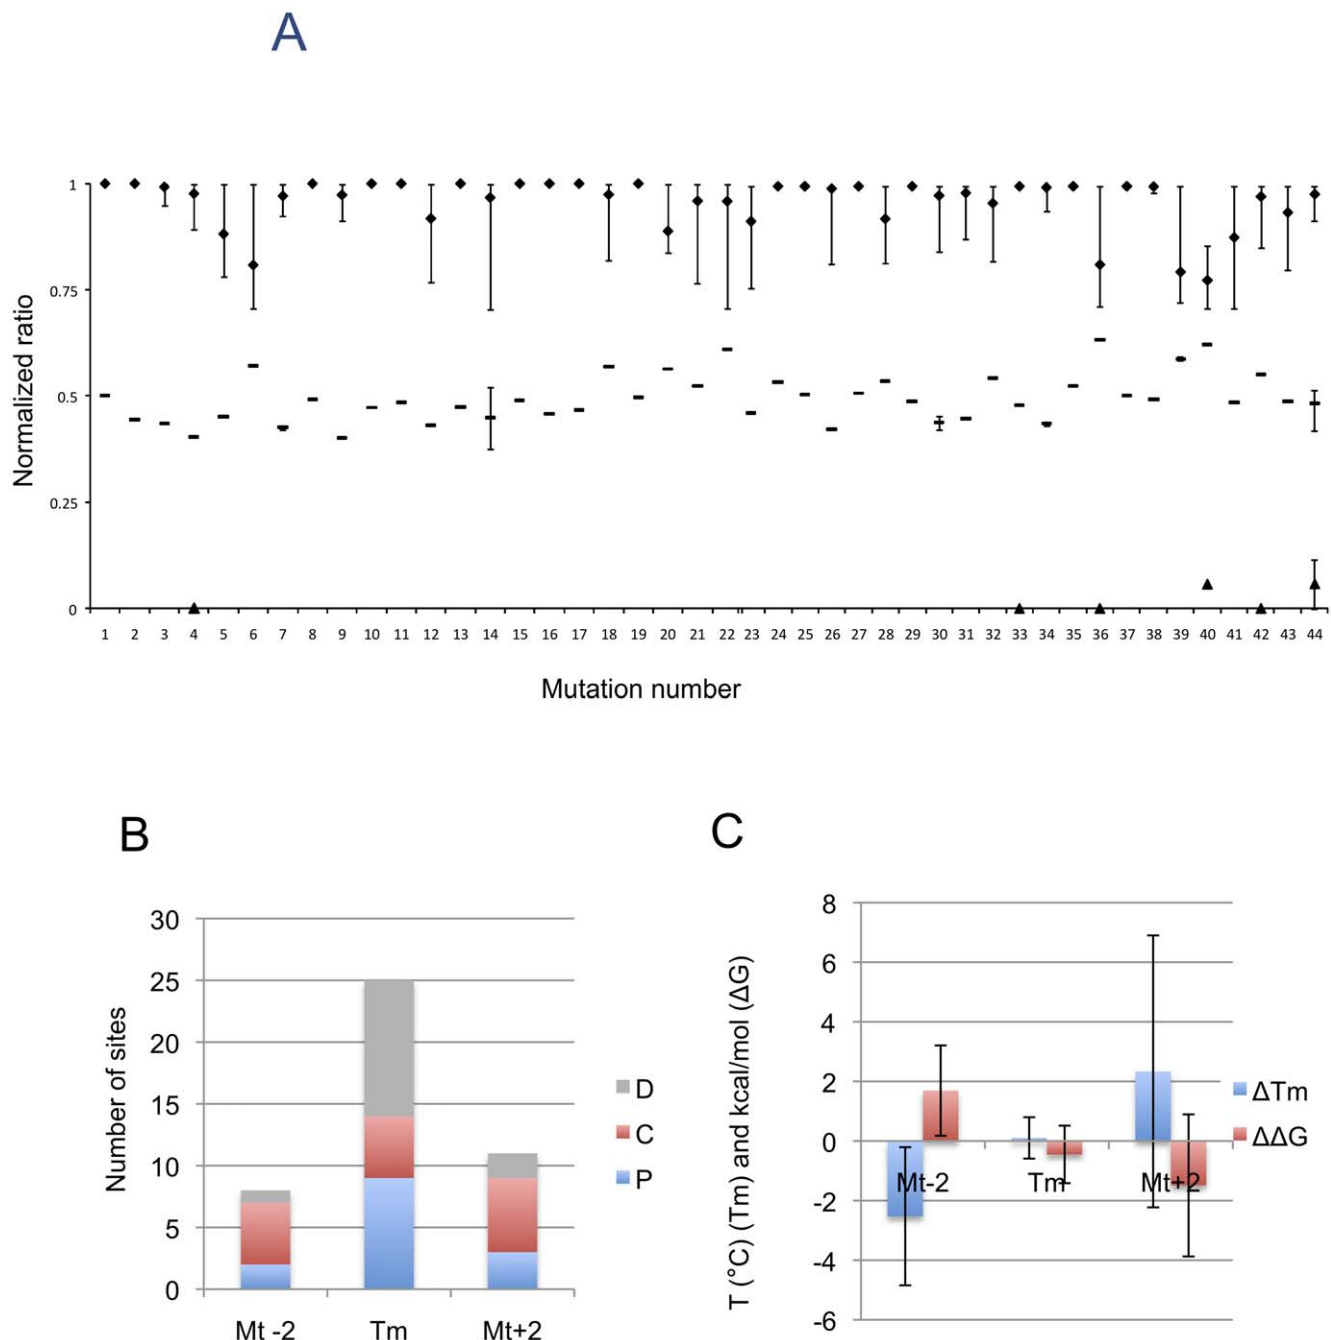 A
Normalized ratio
1
0.75
0.5
0.25
0
1 2 3 4 5 6 7 8 9 10 11 12 13 14 15 16 17 18 19 20 21 22 23 24 25 26 27 28 29 30 31 32 33 34 35 36 37 38 39 40 41 42 43 44
Mutation number
B
Number of sites
30
25
20
15
10
5
0
Mt -2 Tm Mt+2
D
C
P
C
T (°C) (Tm) and kcal/mol (ΔG)
8
6
4
2
0
-2
-4
-6
Mt-2 Tm Mt+2
ΔTm
ΔΔG